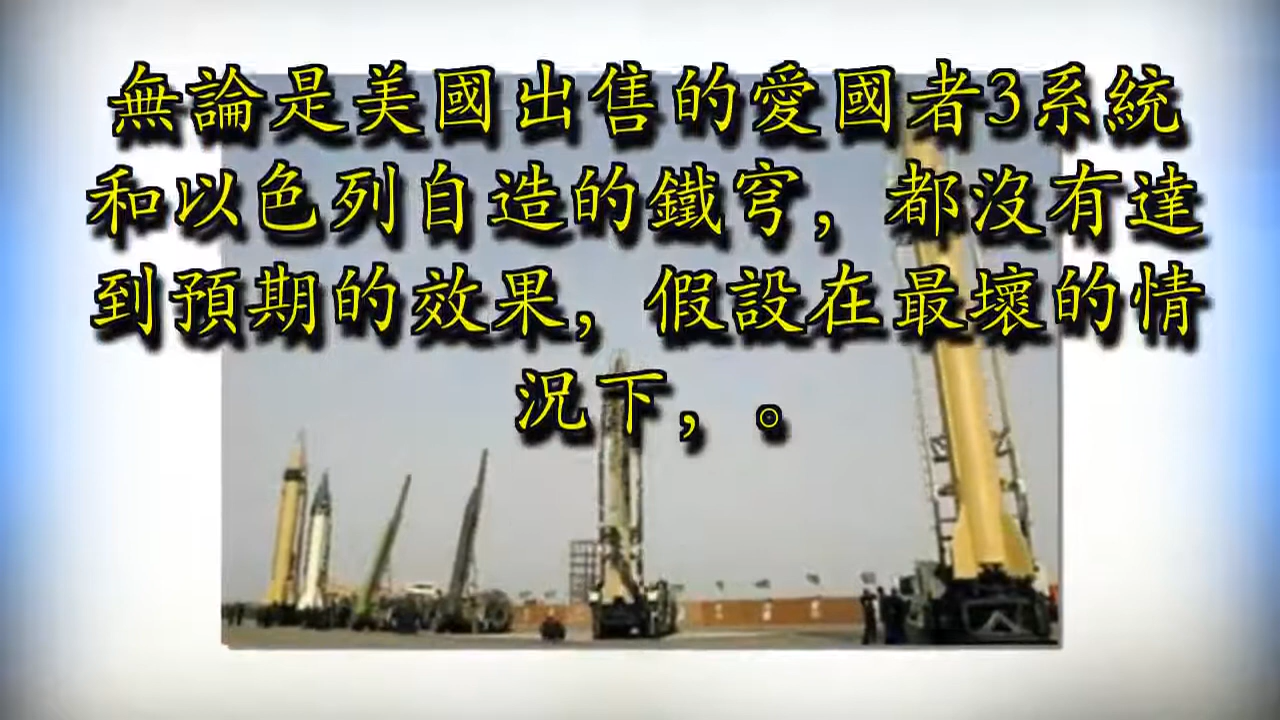 無論是美國出售的愛國者3系統
和以色列自造的鐵穹，都沒有達
到預期的效果，假設在最壞的情
況下，。